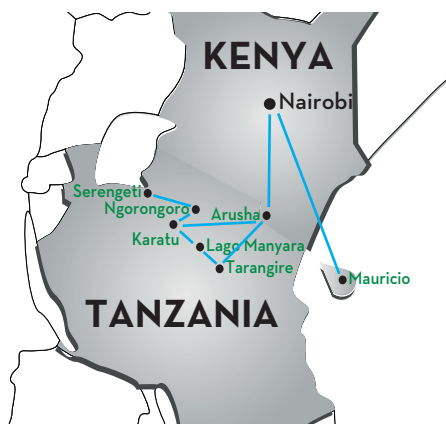 KENYA
Nairobi
Serengeti
Ngorongoro
Arusha
Karatu
Lago Manyara
Tarangire
Mauricio
TANZANIA